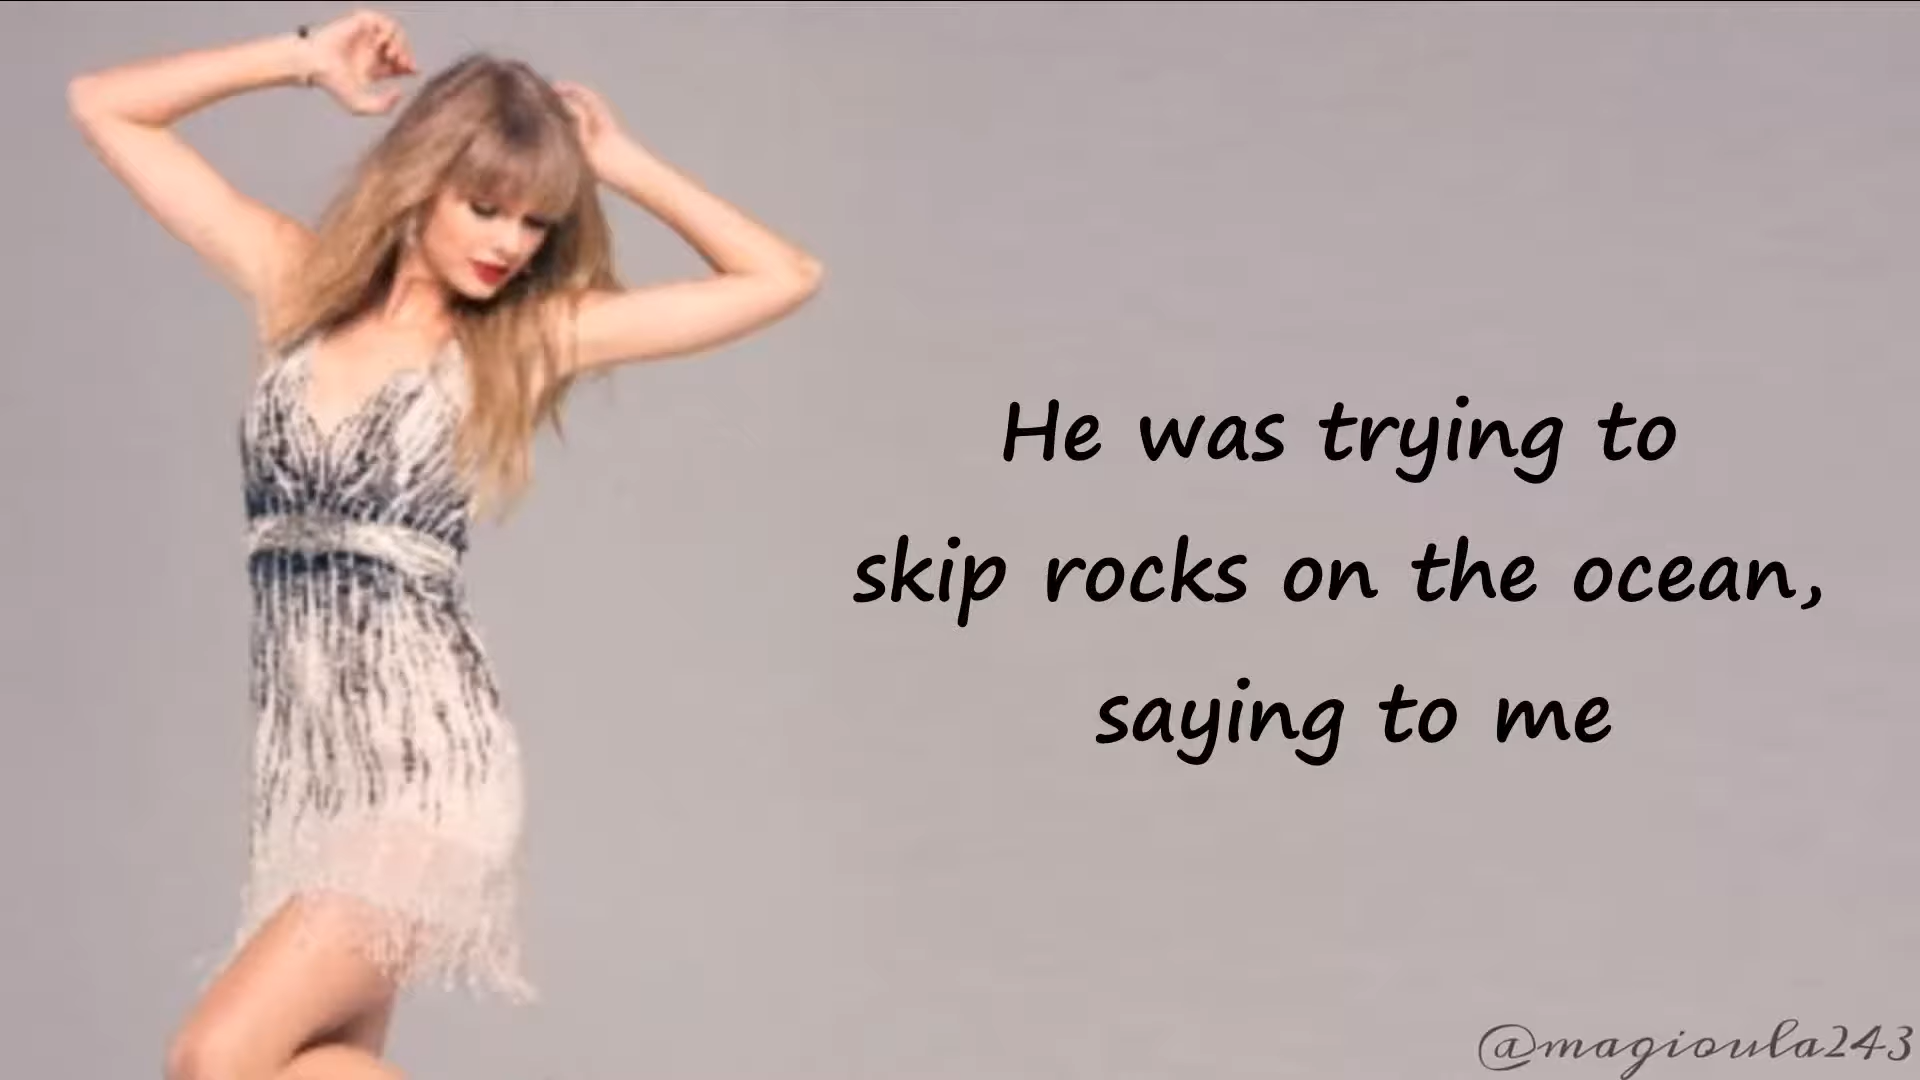 He was trying to
skip rocks on the ocean,
saying to me
@magioula243